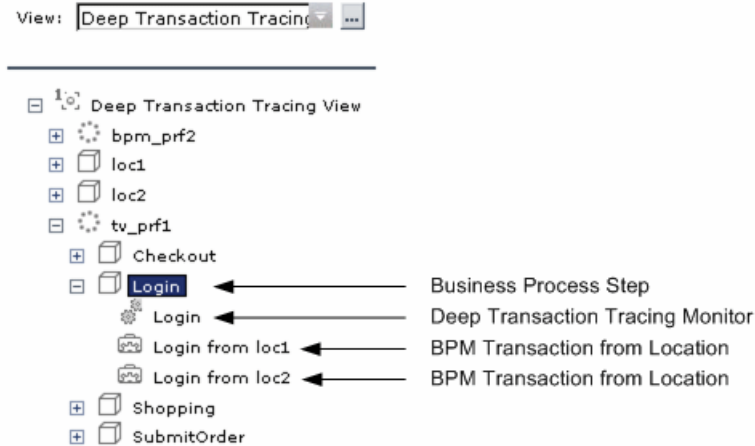 View: Deep Transaction Tracing ...
Deep Transaction Tracing View
bpm_prf2
loc1
loc2
tv_prf1
Checkout
Login Business Process Step
Login Deep Transaction Tracing Monitor
Login from loc1 BPM Transaction from Location
Login from loc2 BPM Transaction from Location
Shopping
SubmitOrder